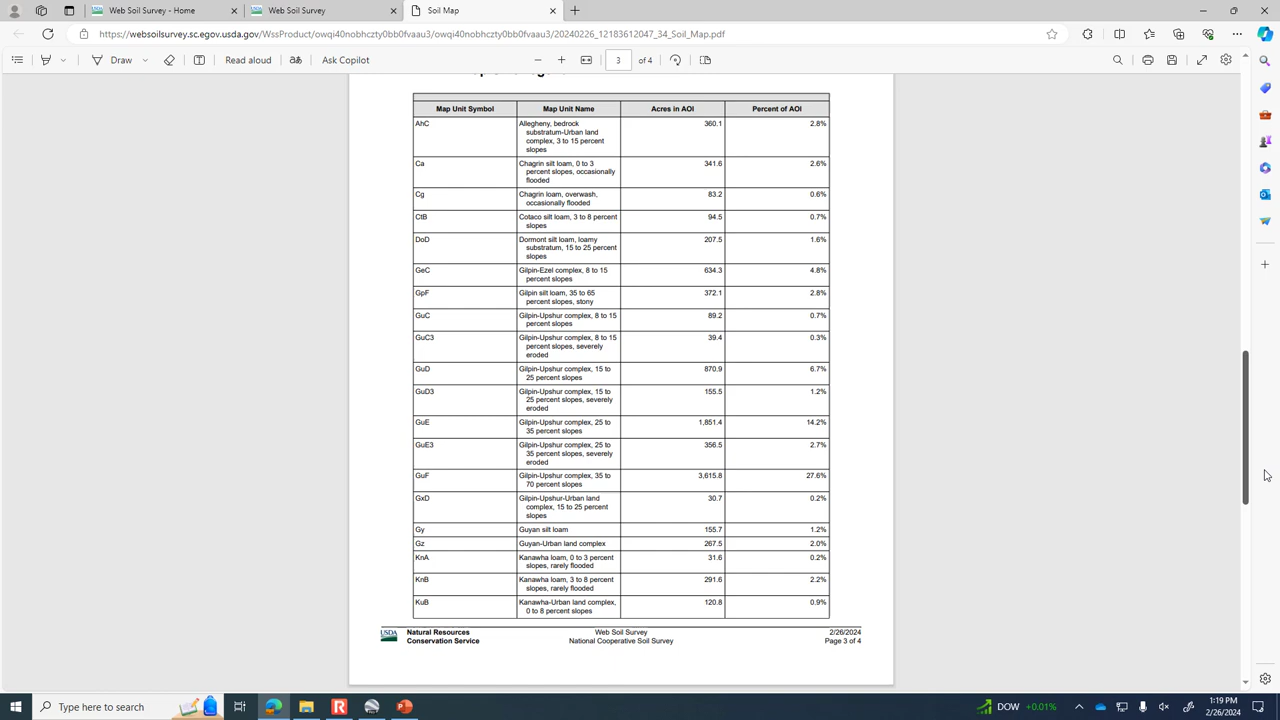 Web Soil Survey - Home
Web Soil Survey
Soil Map
https://websoilsurvey.sc.egov.usda.gov/WssProduct/owqi40nobhczty0bb0fvaau3/owqi40nobhczty0bb0fvaau3/20240226_12183612047_34_Soil_Map.pdf
Draw
Read aloud
Ask Copilot
3 of 4
Map Unit Symbol Map Unit Name Acres in AOI Percent of AOI
AhC Allegheny, bedrock 360.1 2.8%
substratum-Urban land
complex, 3 to 15 percent
slopes
Ca Chagrin silt loam, 0 to 3 341.6 2.6%
percent slopes, occasionally
flooded
Cg Chagrin loam, overwash, 83.2 0.6%
occasionally flooded
CtB Cotaco silt loam, 3 to 8 percent 94.5 0.7%
slopes
DoD Dormont silt loam, loamy 207.5 1.6%
substratum, 15 to 25 percent
slopes
GeC Gilpin-Ezel complex, 8 to 15 634.3 4.8%
percent slopes
GpF Gilpin silt loam, 35 to 65 372.1 2.8%
percent slopes, stony
GuC Gilpin-Upshur complex, 8 to 15 89.2 0.7%
percent slopes
GuC3 Gilpin-Upshur complex, 8 to 15 39.4 0.3%
percent slopes, severely
eroded
GuD Gilpin-Upshur complex, 15 to 870.9 6.7%
25 percent slopes
GuD3 Gilpin-Upshur complex, 15 to 155.5 1.2%
25 percent slopes, severely
eroded
GuE Gilpin-Upshur complex, 25 to 1,851.4 14.2%
35 percent slopes
GuE3 Gilpin-Upshur complex, 25 to 356.5 2.7%
35 percent slopes, severely
eroded
GuF Gilpin-Upshur complex, 35 to 3,615.8 27.6%
70 percent slopes
GxD Gilpin-Upshur-Urban land 30.7 0.2%
complex, 15 to 25 percent
slopes
Gy Guyan silt loam 155.7 1.2%
Gz Guyan-Urban land complex 267.5 2.0%
KnA Kanawha loam, 0 to 3 percent 31.6 0.2%
slopes, rarely flooded
KnB Kanawha loam, 3 to 8 percent 291.6 2.2%
slopes, rarely flooded
KuB Kanawha-Urban land complex, 120.8 0.9%
0 to 8 percent slopes
USDA Natural Resources Web Soil Survey 2/26/2024
Conservation Service National Cooperative Soil Survey Page 3 of 4
Type here to search
DOW +0.01%
1:19 PM
2/26/2024